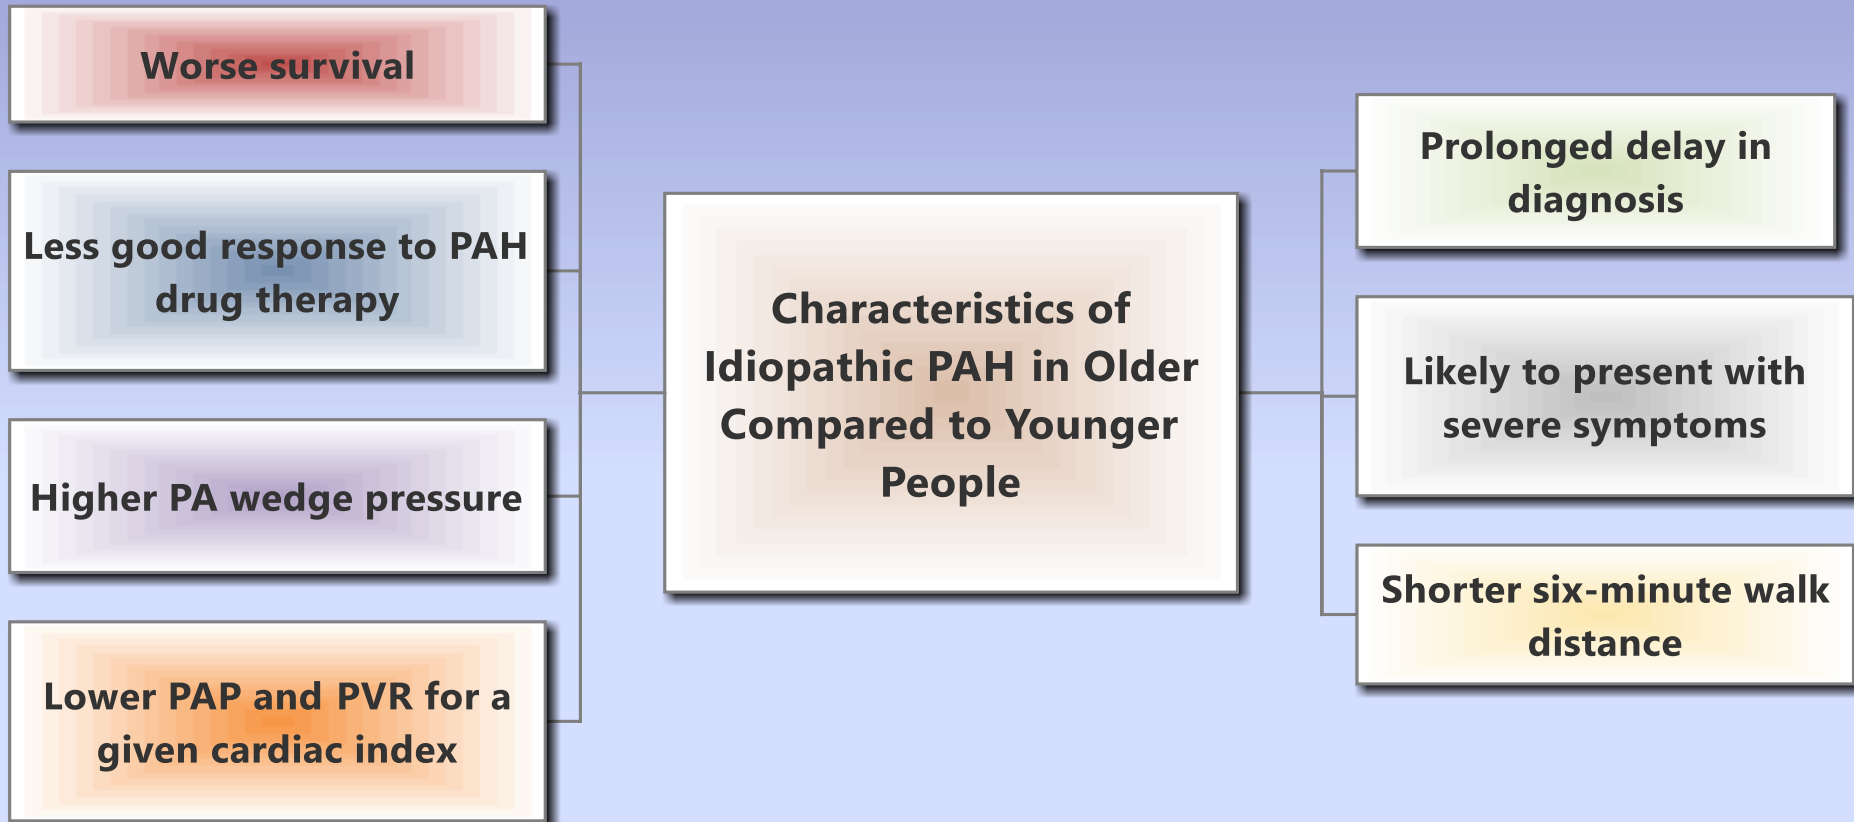 Worse survival
Less good response to PAH
drug therapy
Higher PA wedge pressure
Lower PAP and PVR for a
given cardiac index
Characteristics of
Idiopathic PAH in Older
Compared to Younger
People
Prolonged delay in
diagnosis
Likely to present with
severe symptoms
Shorter six-minute walk
distance